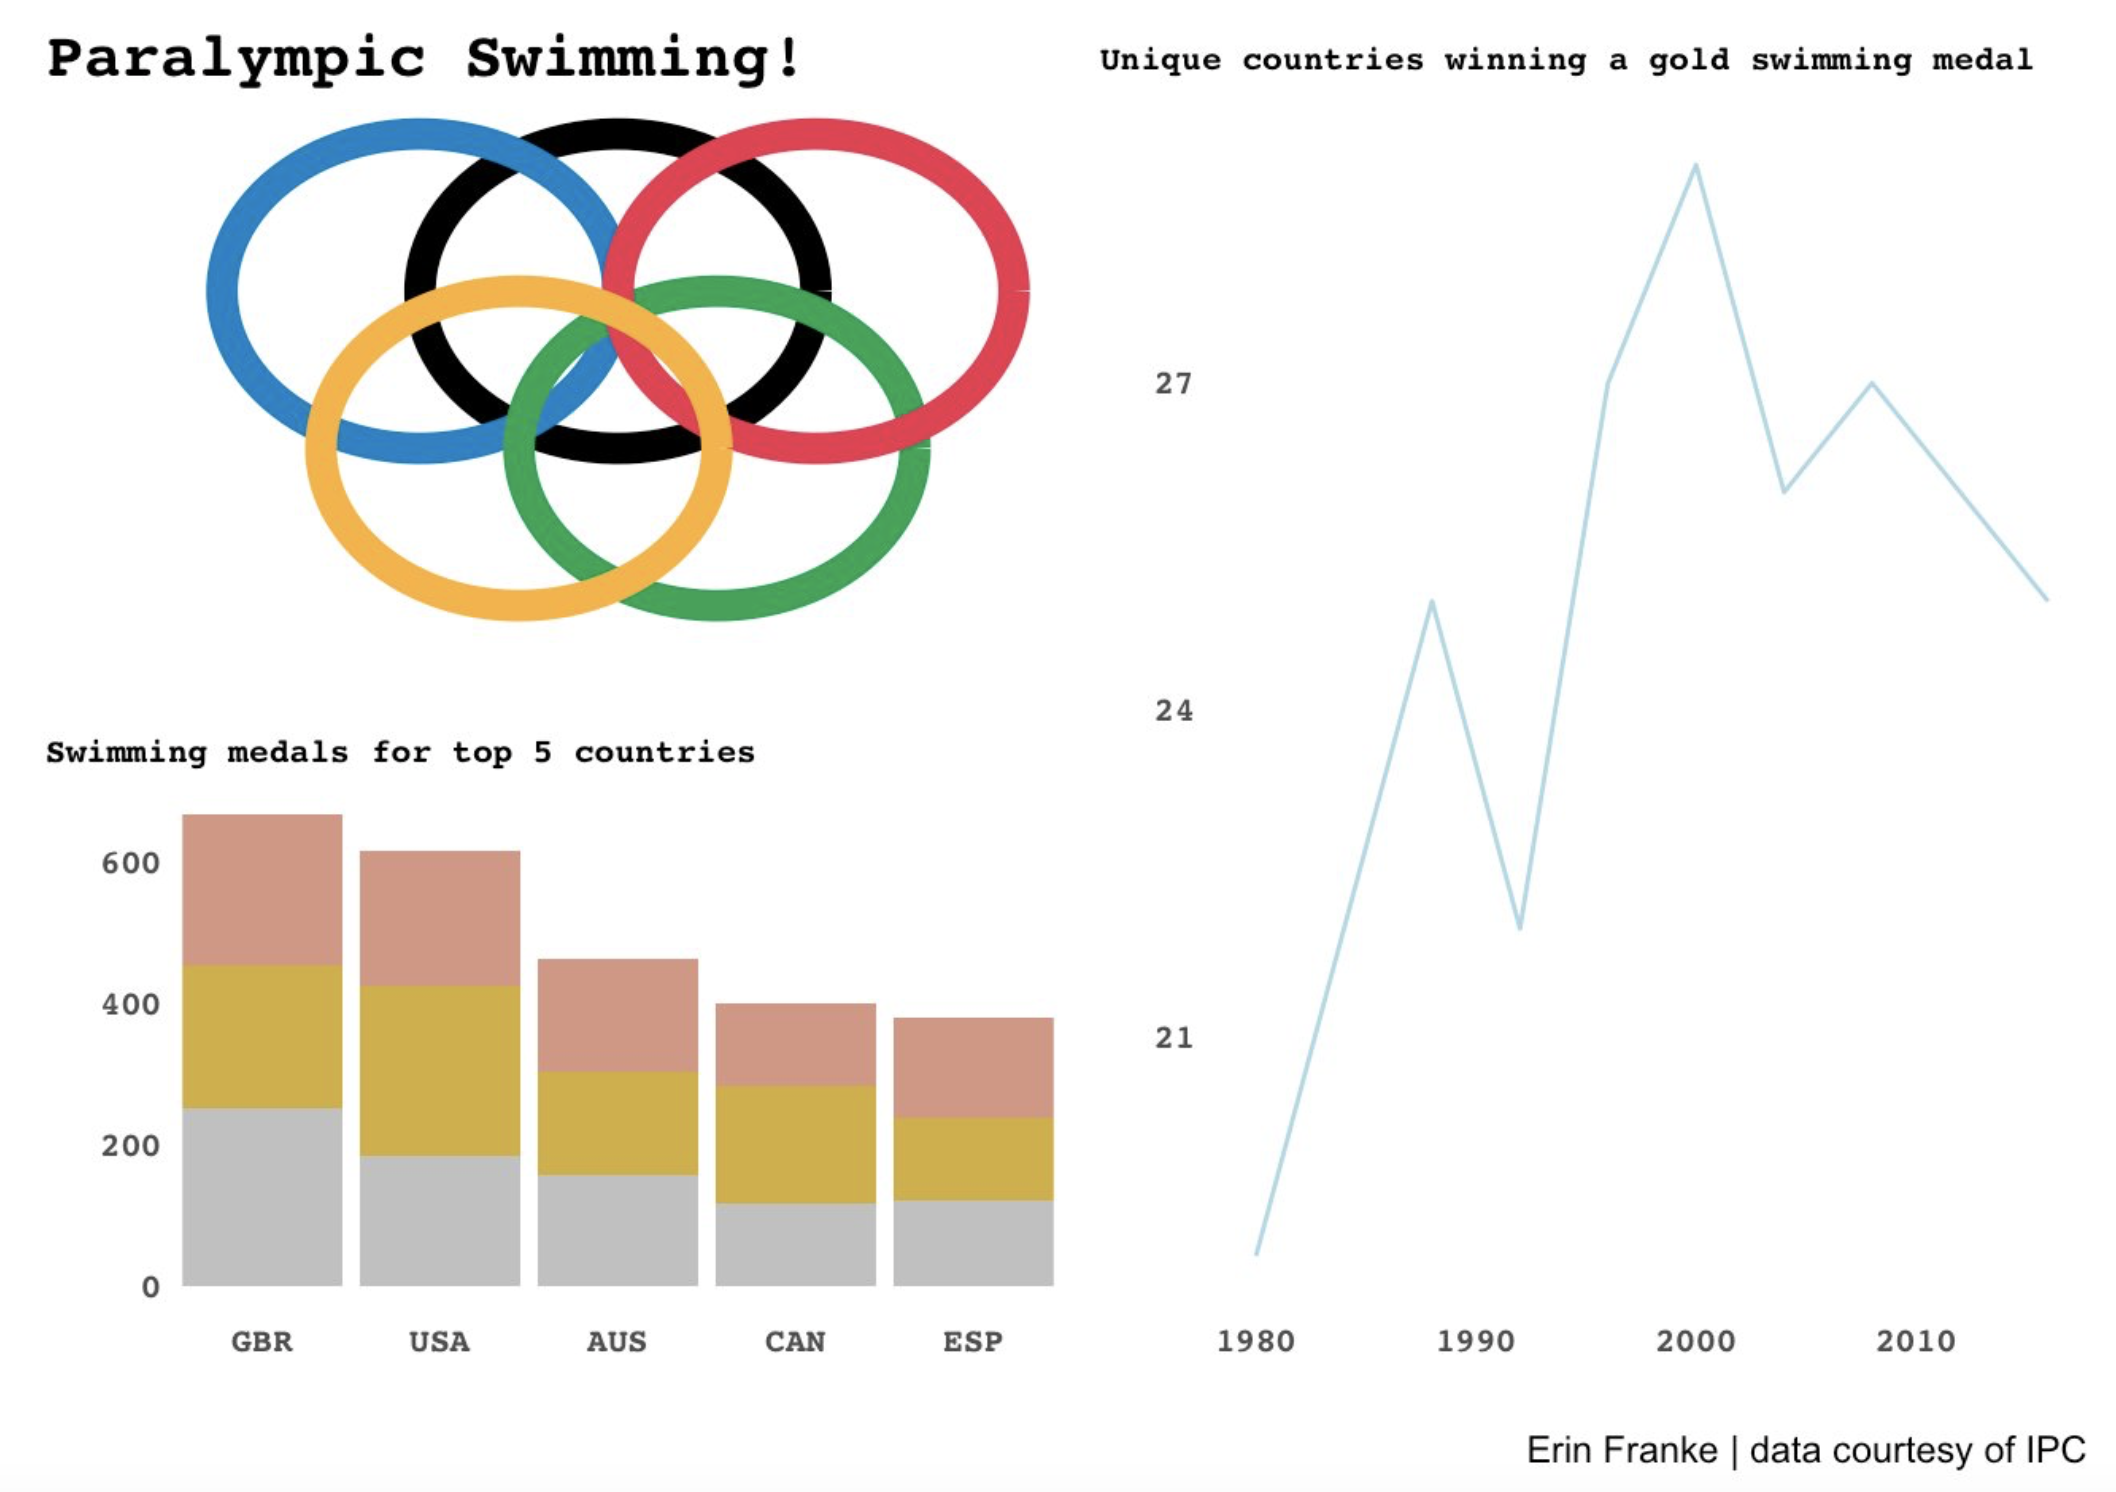 Paralympic Swimming!
Swimming medals for top 5 countries
600
400
200
0
GBR USA AUS CAN ESP
Unique countries winning a gold swimming medal
27
24
21
1980 1990 2000 2010
Erin Franke | data courtesy of IPC